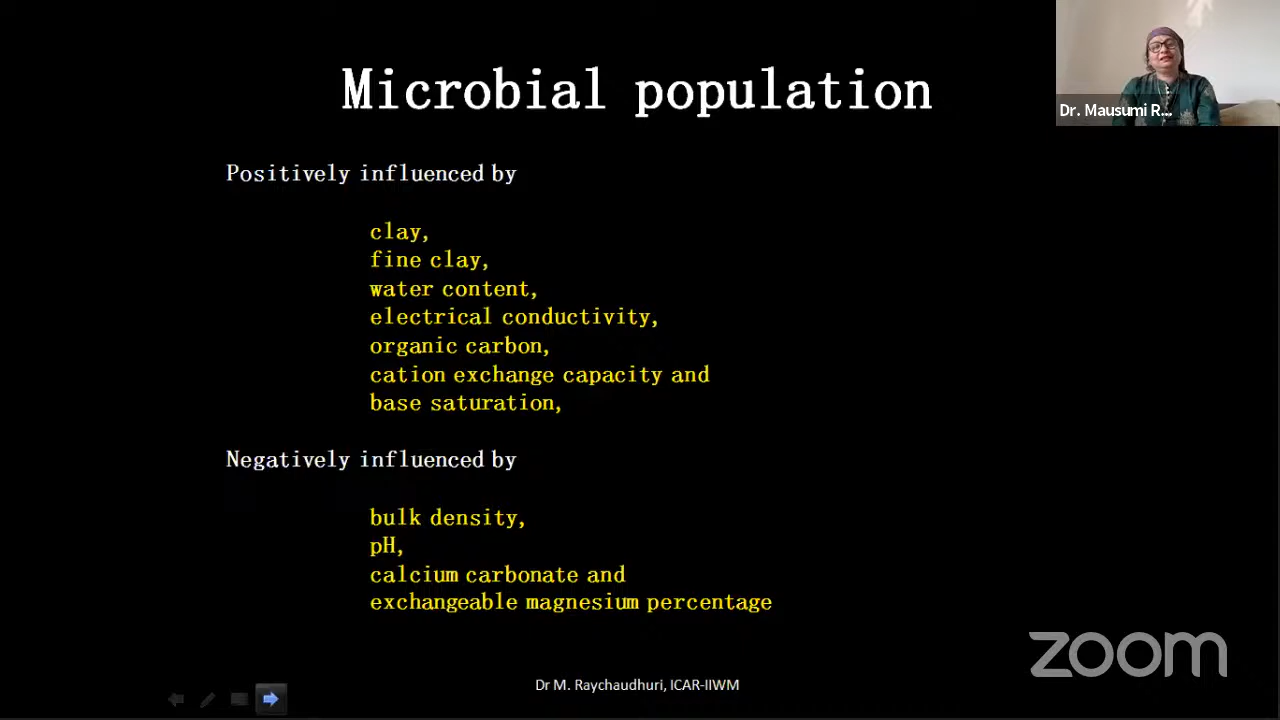 Microbial population
Dr. Mausumi R...
Positively influenced by
clay,
fine clay,
water content,
electrical conductivity,
organic carbon,
cation exchange capacity and
base saturation,
Negatively influenced by
bulk density,
pH,
calcium carbonate and
exchangeable magnesium percentage
zoom
Dr M. Raychaudhuri, ICAR-IIWM